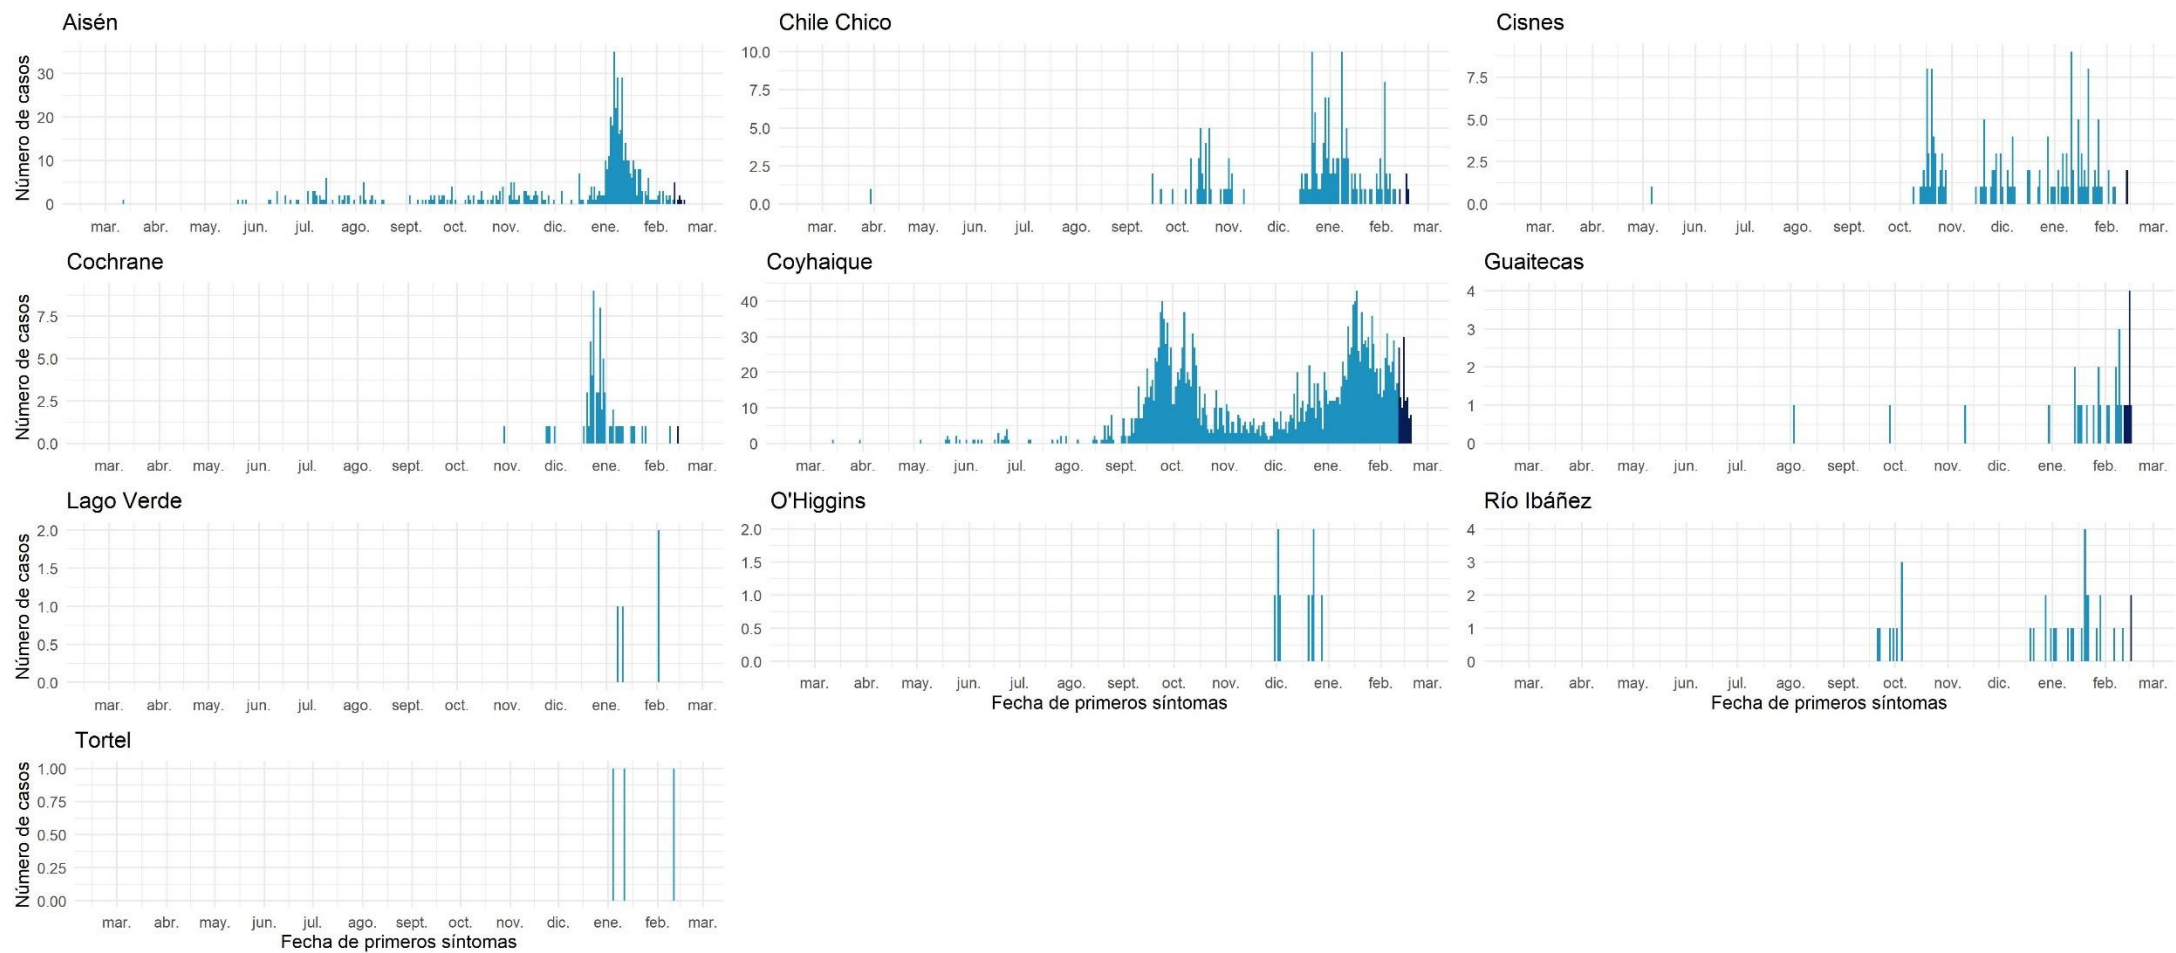 Aisén
Número de casos
30
20
10
0
mar. abr. may. jun. jul. ago. sept. oct. nov. dic. ene. feb. mar.
Chile Chico
10.0
7.5
5.0
2.5
0.0
mar. abr. may. jun. jul. ago. sept. oct. nov. dic. ene. feb. mar.
Cisnes
7.5
5.0
2.5
0.0
mar. abr. may. jun. jul. ago. sept. oct. nov. dic. ene. feb. mar.
Cochrane
Número de casos
7.5
5.0
2.5
0.0
mar. abr. may. jun. jul. ago. sept. oct. nov. dic. ene. feb. mar.
Coyhaique
40
30
20
10
0
mar. abr. may. jun. jul. ago. sept. oct. nov. dic. ene. feb. mar.
Guaitecas
4
3
2
1
0
mar. abr. may. jun. jul. ago. sept. oct. nov. dic. ene. feb. mar.
Lago Verde
Número de casos
2.0
1.5
1.0
0.5
0.0
mar. abr. may. jun. jul. ago. sept. oct. nov. dic. ene. feb. mar.
O'Higgins
2.0
1.5
1.0
0.5
0.0
mar. abr. may. jun. jul. ago. sept. oct. nov. dic. ene. feb. mar.
Fecha de primeros síntomas
Río Ibáñez
4
3
2
1
0
mar. abr. may. jun. jul. ago. sept. oct. nov. dic. ene. feb. mar.
Fecha de primeros síntomas
Tortel
Número de casos
1.00
0.75
0.50
0.25
0.00
mar. abr. may. jun. jul. ago. sept. oct. nov. dic. ene. feb. mar.
Fecha de primeros síntomas